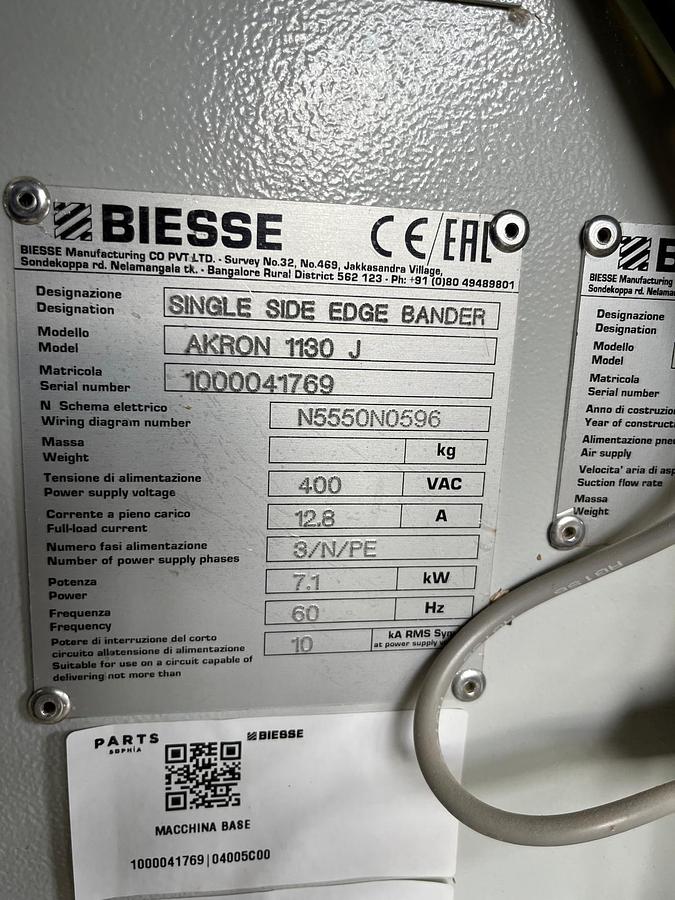 BIESSE CE/EAC
BIESSE Manufacturing CO PVT.LTD. - Survey No.32, No.469, Jakkasandra Village,
Sondekoppa rd. Nelamangala tk. - Bangalore Rural District 562 123 - Ph: +91 (0)80 49489801
Designazione
Designation
SINGLE SIDE EDGE BANDER
Modello
Model
AKRON 1130 J
Matricola
Serial number
1000041769
N Schema elettrico
Wiring diagram number
N5550N0596
Massa
Weight
kg
Tensione di alimentazione
Power supply voltage
400 VAC
Corrente a pieno carico
Full-load current
12.8 A
Numero fasi alimentazione
Number of power supply phases
3/N/PE
Potenza
Power
7.1 kW
Frequenza
Frequency
60 Hz
Potere di interruzione del corto
circuito allatensione di alimentazione
Suitable for use on a circuit capable of
delivering not more than
10
kA RMS Sym
at power supply
PARTS
SOPHIA
BIESSE
MACCHINA BASE
1000041769|04005C00
BIESSE
Sondekoppa rd.
Designazione
Designation
Modello
Model
Matricola
Serial number
Anno di
Year of
Alimentazione
Air supply
Velocita' aria di
Suction flow rate
Massa
Weight